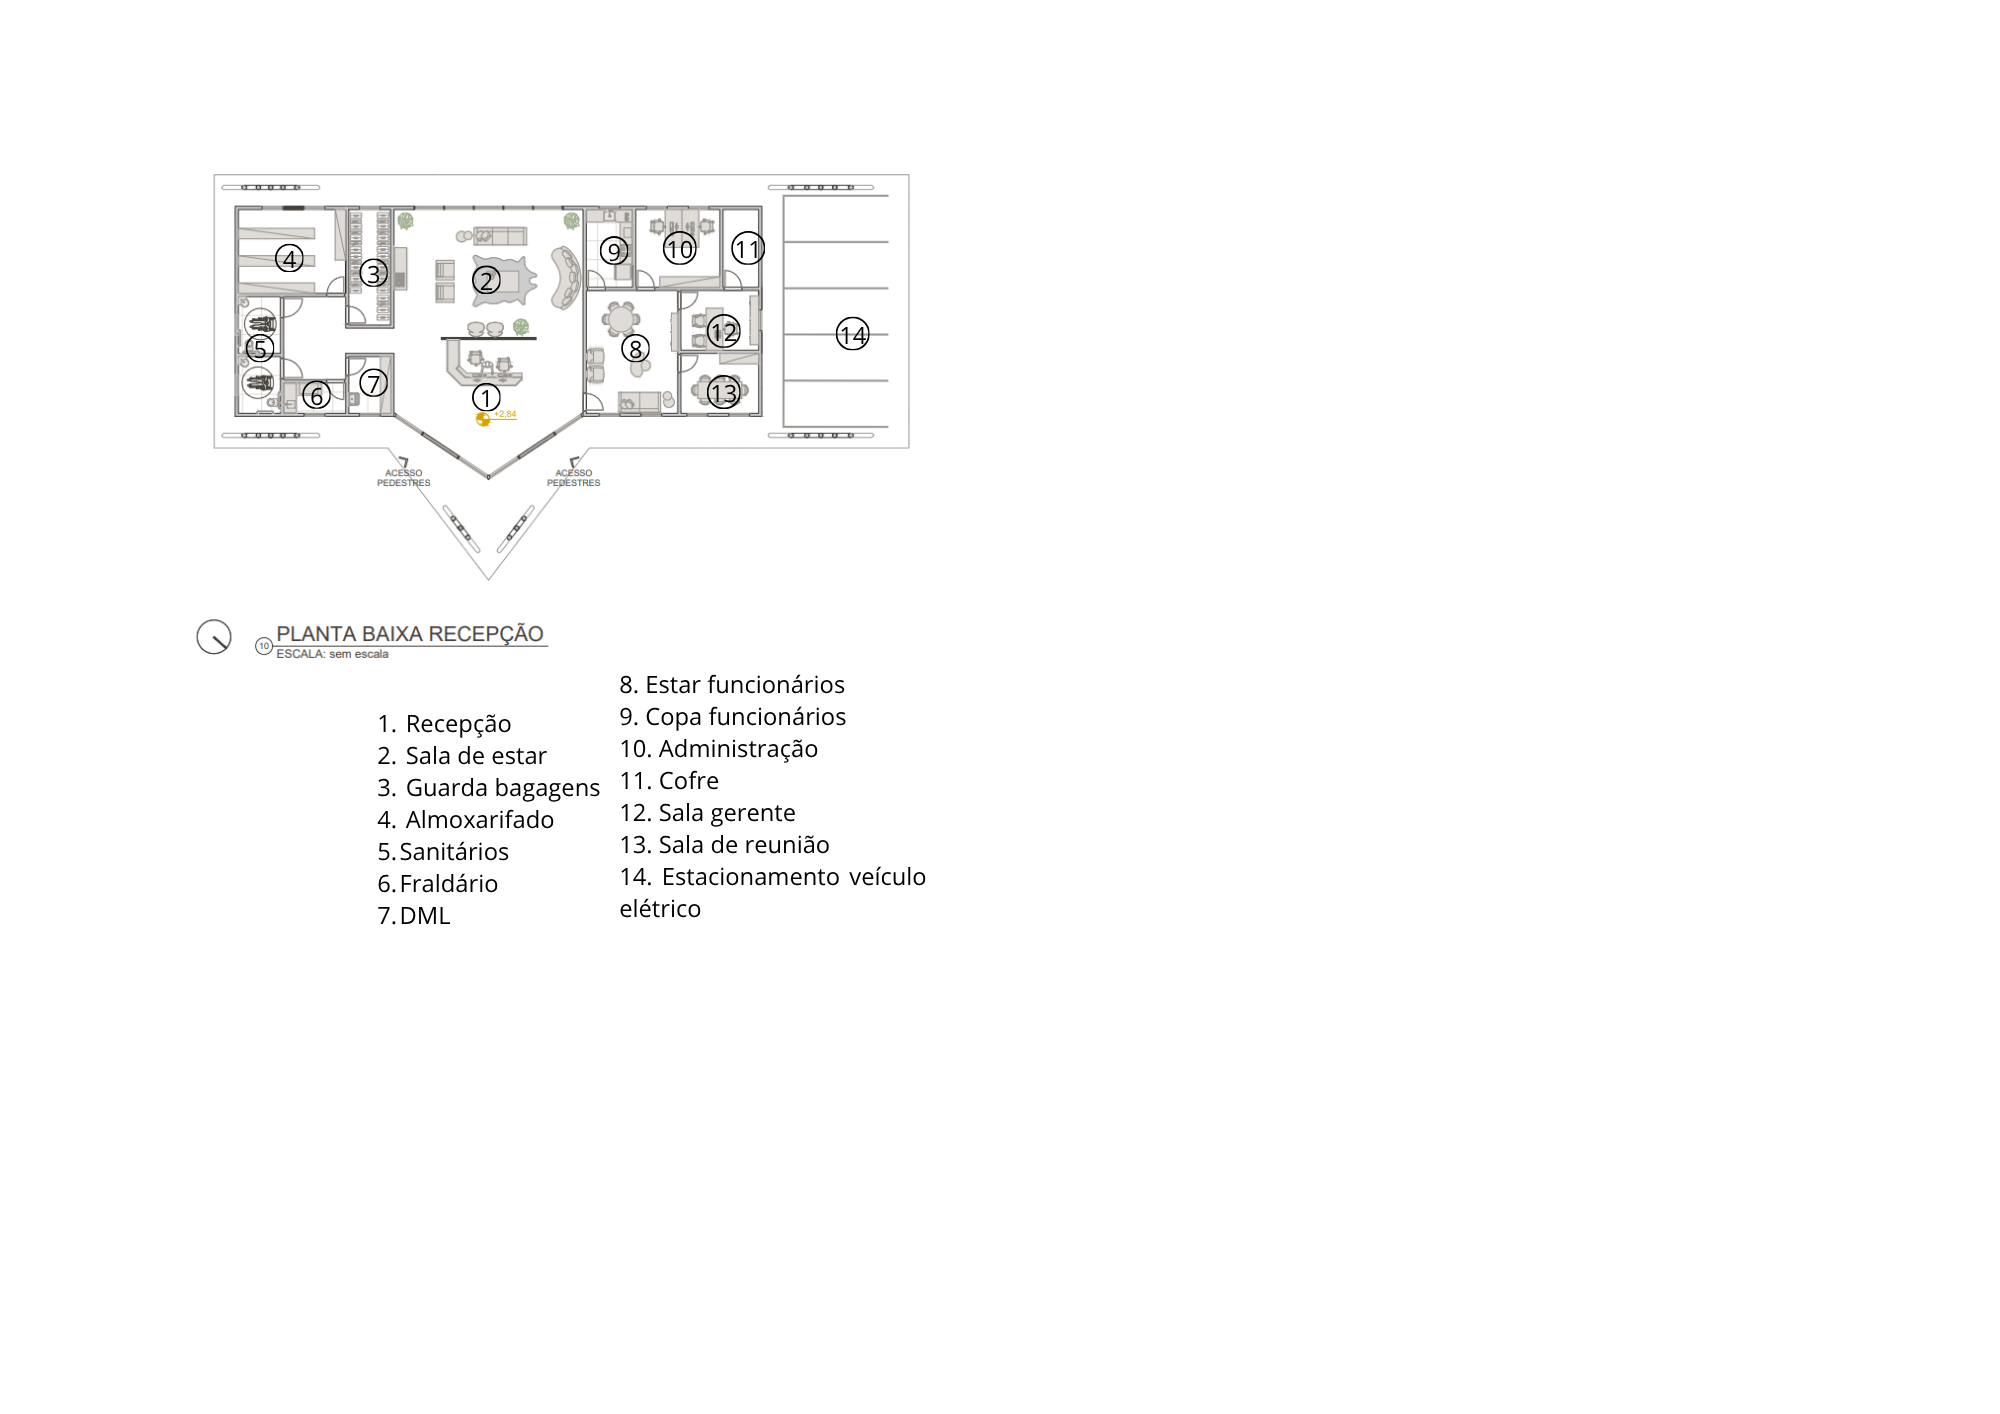 4
3
2
9
10
11
5
6
7
1
8
12
13
14
+2,84
ACESSO
PEDESTRES
ACESSO
PEDESTRES
10
PLANTA BAIXA RECEPÇÃO
ESCALA: sem escala
1. Recepção
2. Sala de estar
3. Guarda bagagens
4. Almoxarifado
5. Sanitários
6. Fraldário
7. DML
8. Estar funcionários
9. Copa funcionários
10. Administração
11. Cofre
12. Sala gerente
13. Sala de reunião
14. Estacionamento veículo
elétrico